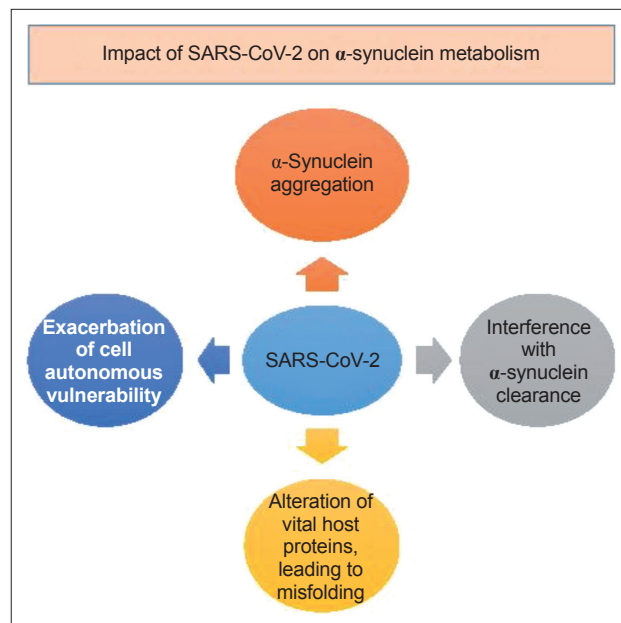 Impact of SARS-CoV-2 on α-synuclein metabolism
α-Synuclein
aggregation
Exacerbation
of cell
autonomous
vulnerability
SARS-CoV-2
Interference
with
α-synuclein
clearance
Alteration of
vital host
proteins,
leading to
misfolding